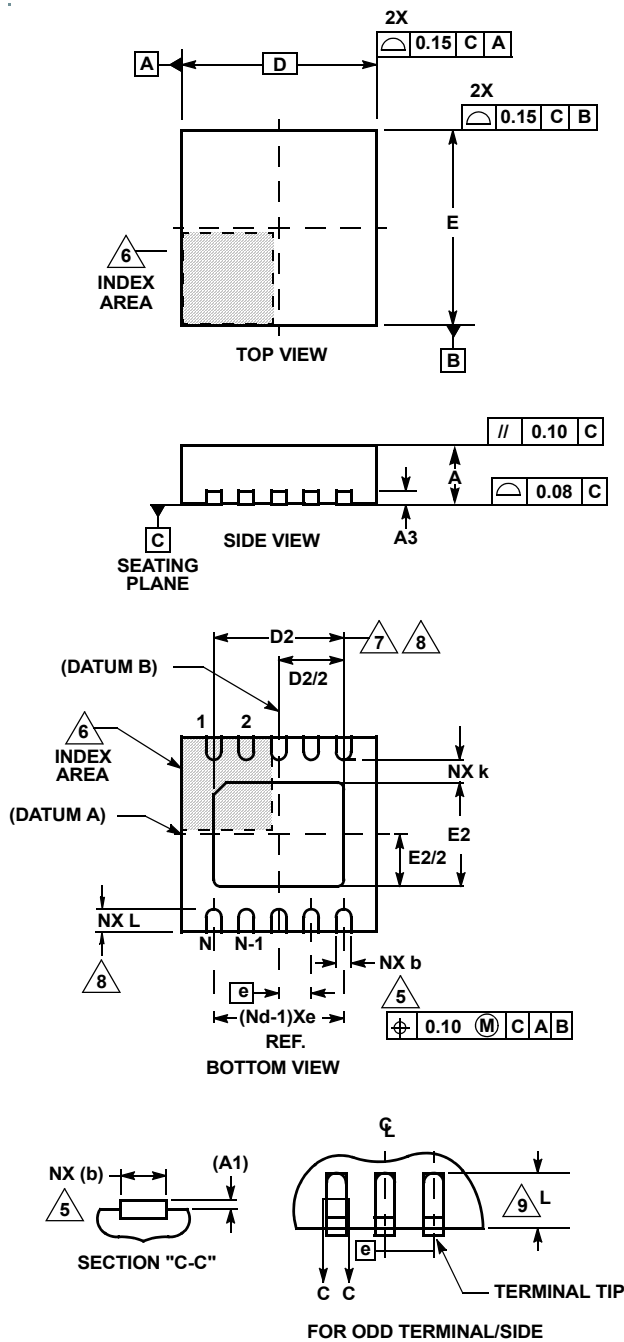 2X
0.15 C A
A
D
2X
0.15 C B
E
6
INDEX
AREA
TOP VIEW
B
// 0.10 C
A
0.08 C
C
SIDE VIEW
A3
SEATING
PLANE
D2
7 8
(DATUM B)
D2/2
6
INDEX
AREA
1 2
NX k
(DATUM A)
E2
E2/2
NX L
8
N N-1
NX b
e
5
(Nd-1)Xe
REF.
0.10 M C A B
BOTTOM VIEW
CL
NX (b)
(A1)
5
SECTION "C-C"
9 L
e
C C
TERMINAL TIP
FOR ODD TERMINAL/SIDE